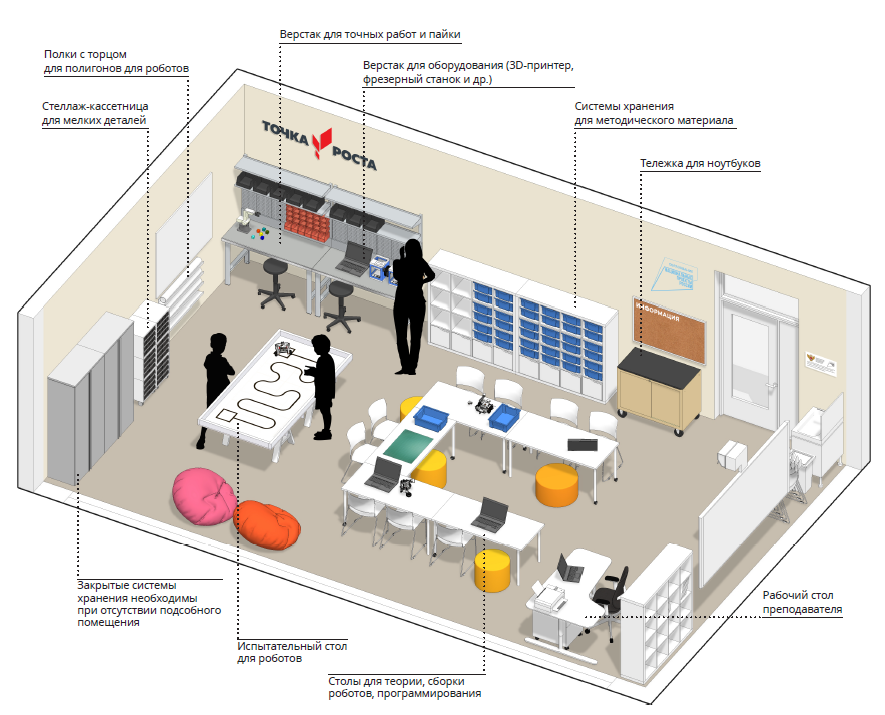 Верстак для точных работ и пайки
Полки с торцом
для полигонов для роботов
Верстак для оборудования (3D-принтер,
фрезерный станок и др.)
Стеллаж-кассетница
для мелких деталей
Системы хранения
для методического материала
Тележка для ноутбуков
ТОЧКА
РОСТА
ИНФОРМАЦИЯ
Закрытые системы
хранения необходимы
при отсутствии подсобного
помещения
Рабочий стол
преподавателя
Испытательный стол
для роботов
Столы для теории, сборки
роботов, программирования